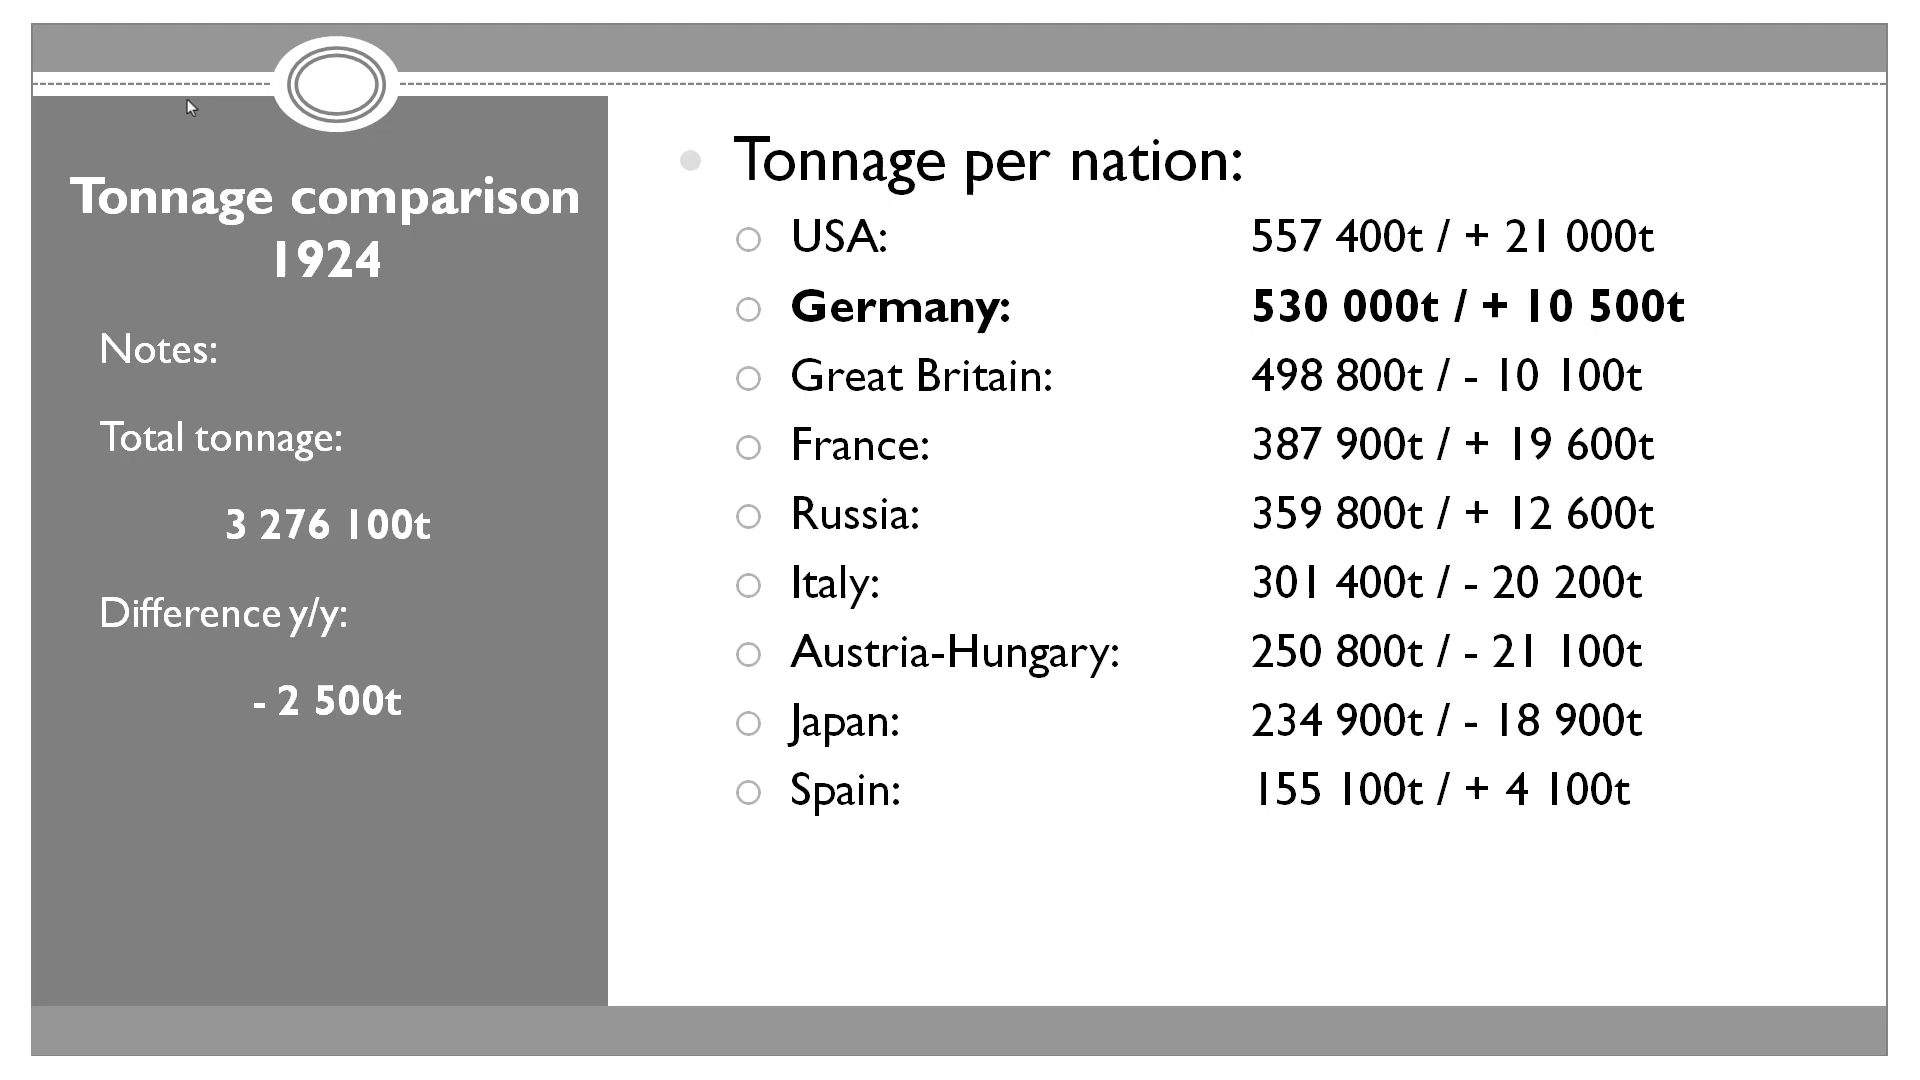 Tonnage comparison
1924
Notes:
Total tonnage:
3 276 100t
Difference y/y:
- 2 500t
Tonnage per nation:
USA: 557 400t / + 21 000t
Germany: 530 000t / + 10 500t
Great Britain: 498 800t / - 10 100t
France: 387 900t / + 19 600t
Russia: 359 800t / + 12 600t
Italy: 301 400t / - 20 200t
Austria-Hungary: 250 800t / - 21 100t
Japan: 234 900t / - 18 900t
Spain: 155 100t / + 4 100t